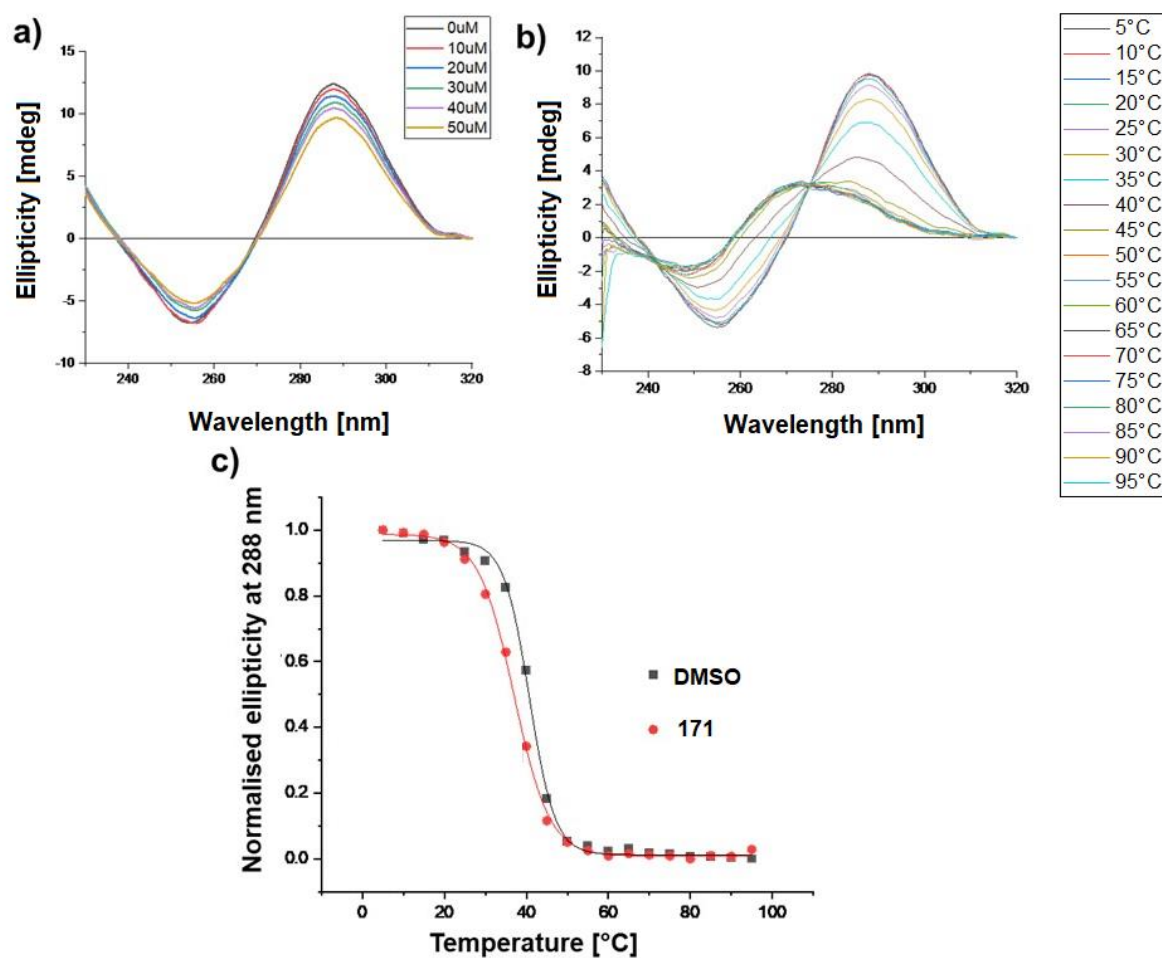 a)
0uM
10uM
20uM
30uM
40uM
50uM
15
10
5
0
-5
-10
240
260
280
300
320
Ellipticity [mdeg]
Wavelength [nm]
b)
12
10
8
6
4
2
0
-2
-4
-6
-8
240
260
280
300
320
Ellipticity [mdeg]
Wavelength [nm]
5°C
10°C
15°C
20°C
25°C
30°C
35°C
40°C
45°C
50°C
55°C
60°C
65°C
70°C
75°C
80°C
85°C
90°C
95°C
c)
Normalised ellipticity at 288 nm
1.0
0.8
0.6
0.4
0.2
0.0
DMSO
171
0
20
40
60
80
100
Temperature [°C]